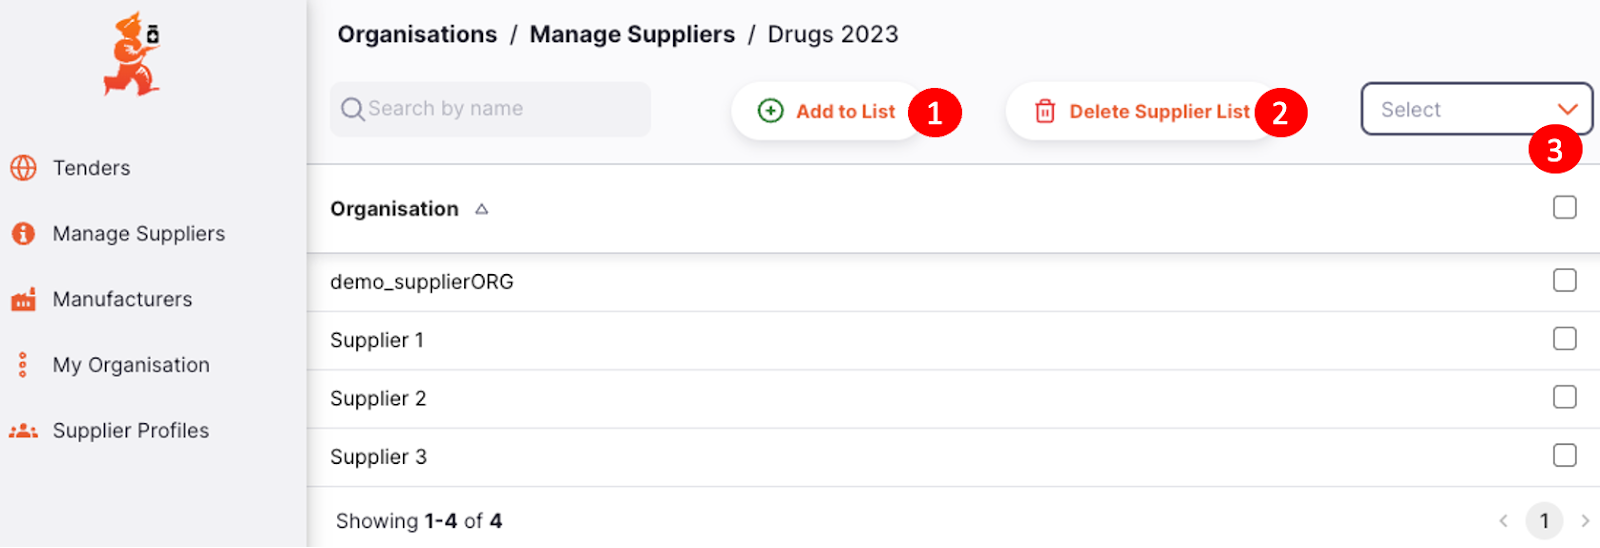 Organisations / Manage Suppliers / Drugs 2023
Search by name
Add to List 1
Delete Supplier List 2
Select
3
Tenders
Manage Suppliers
Manufacturers
My Organisation
Supplier Profiles
Organisation
demo_supplierORG
Supplier 1
Supplier 2
Supplier 3
Showing 1-4 of 4
1